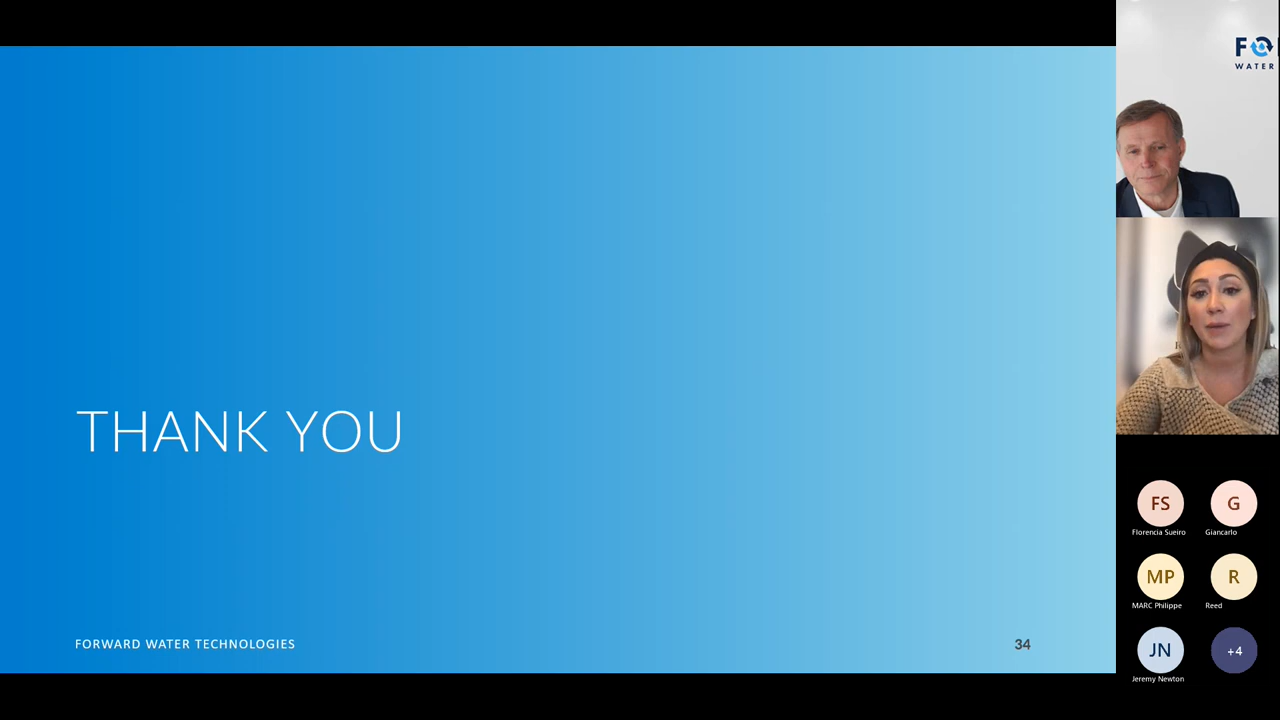 THANK YOU
FORWARD WATER TECHNOLOGIES
34
WATER
FS
G
Florencia Sueiro
Giancarlo
MP
R
MARC Philippe
Reed
JN
+4
Jeremy Newton